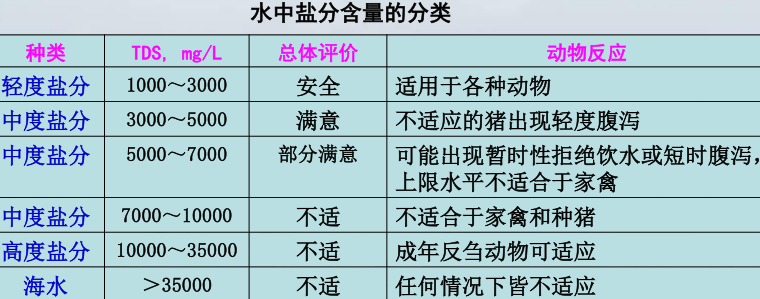 水中盐分含量的分类
种类 TDS, mg/L 总体评价 动物反应
轻度盐分 1000～3000 安全 适用于各种动物
中度盐分 3000～5000 满意 不适应的猪出现轻度腹泻
中度盐分 5000～7000 部分满意 可能出现暂时性拒绝饮水或短时腹泻，
上限水平不适合于家禽
中度盐分 7000～10000 不适 不适合于家禽和种猪
高度盐分 10000～35000 不适 成年反刍动物可适应
海水 ＞35000 不适 任何情况下皆不适应